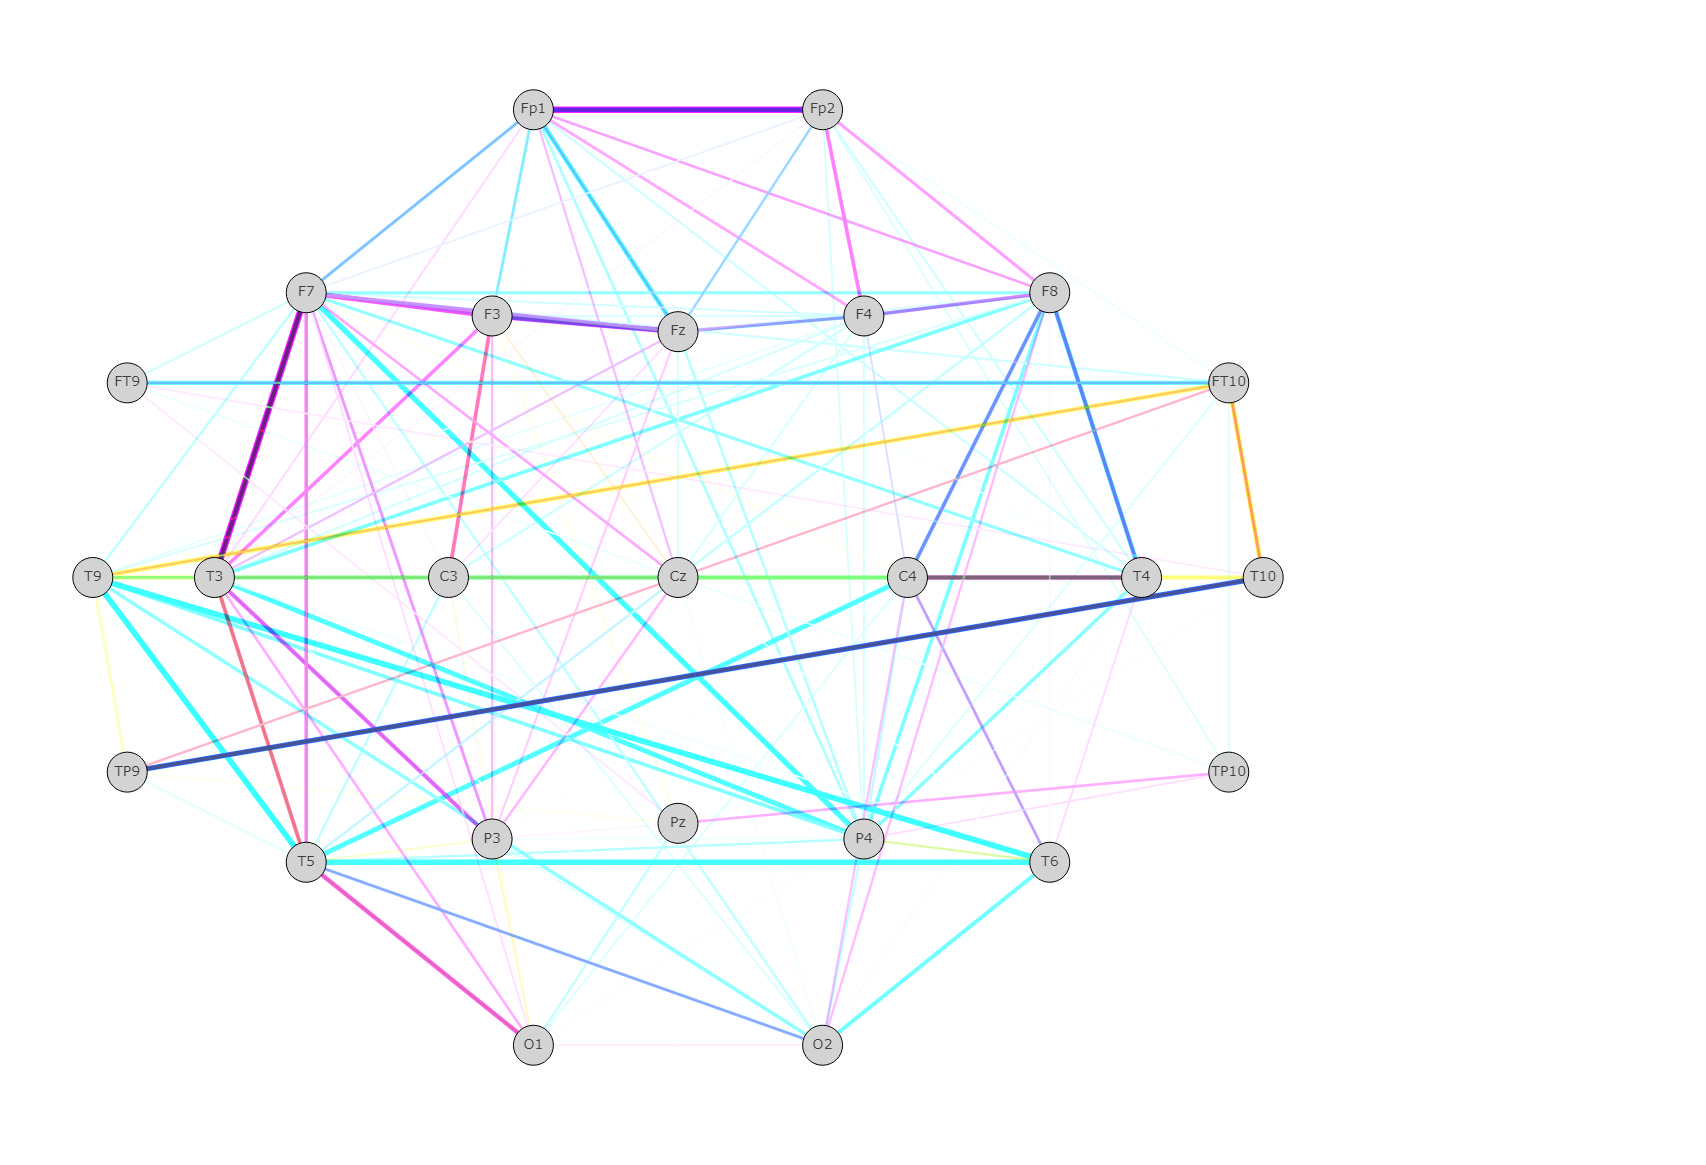 Fp1 Fp2
F7 F3 Fz F4 F8
FT9 FT10
T9 T3 C3 Cz C4 T4 T10
TP9 Pz TP10
T5 P3 P4 T6
O1 O2